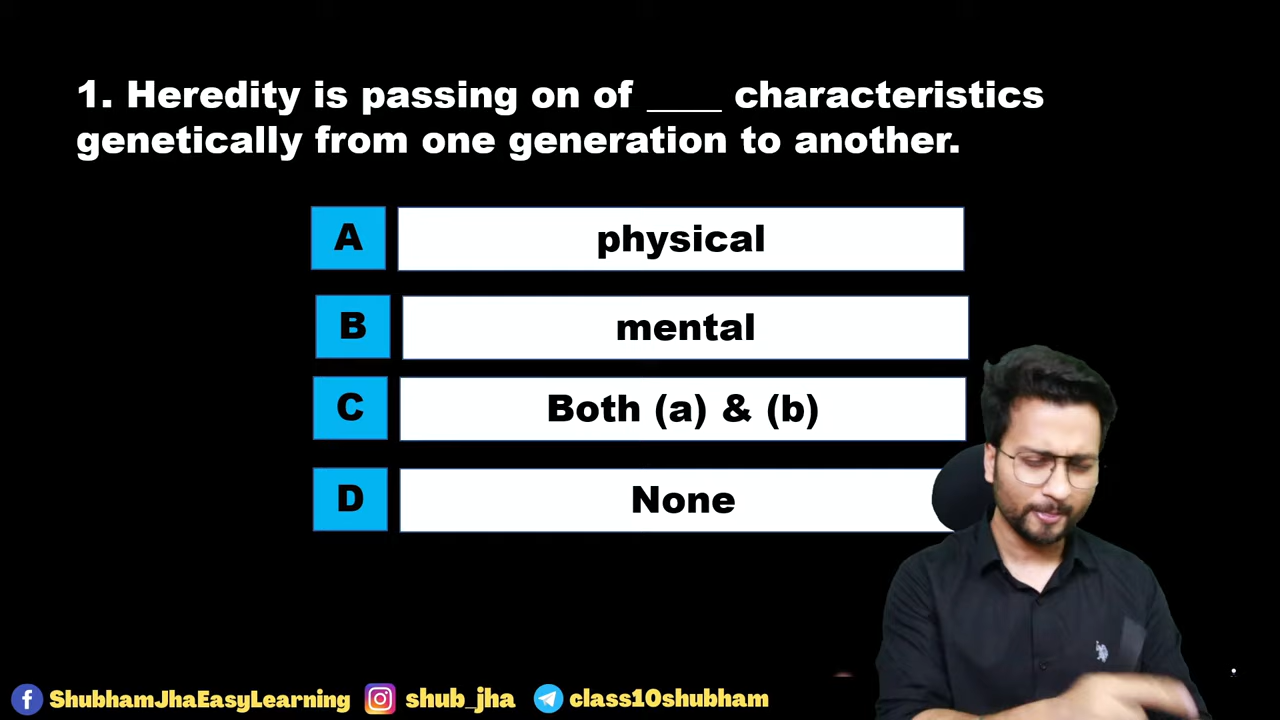 1. Heredity is passing on of ____ characteristics
genetically from one generation to another.
A physical
B mental
C Both (a) & (b)
D None
ShubhamJhaEasyLearning shub_jha class10shubham